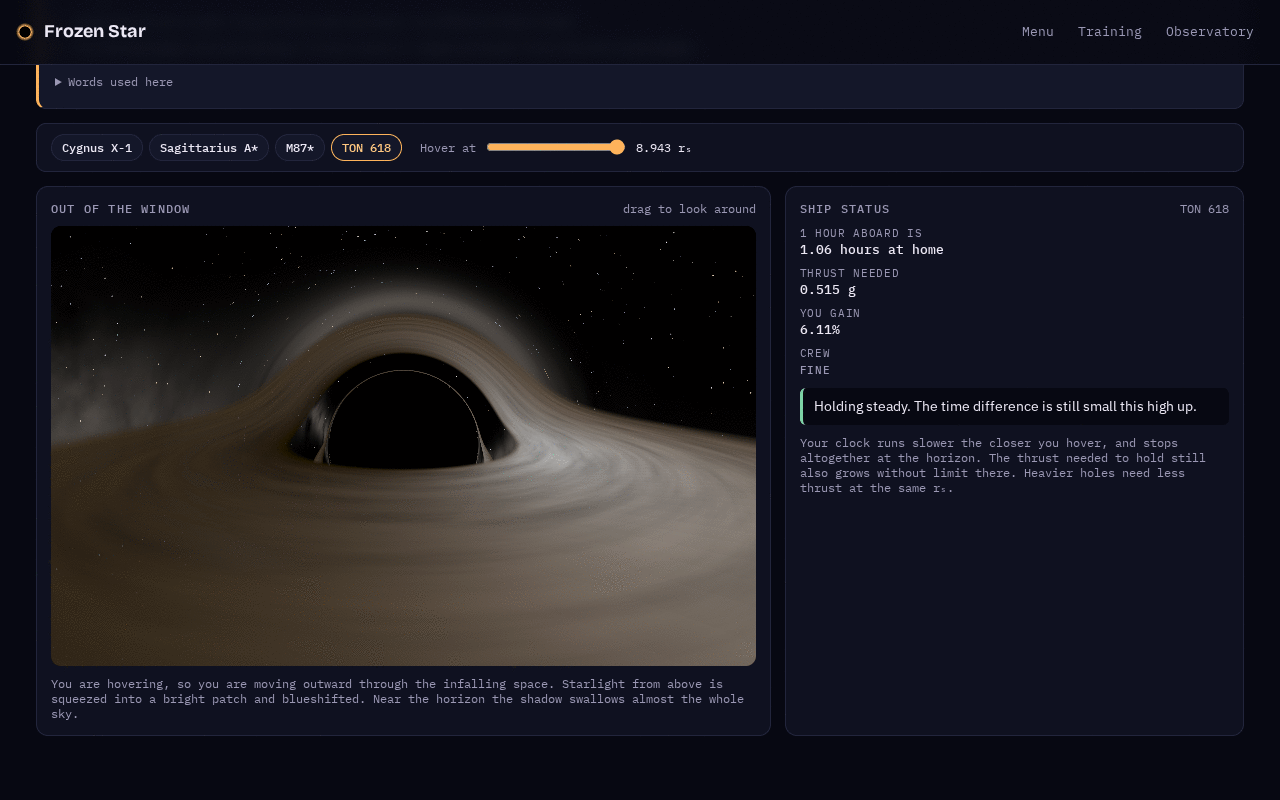 Frozen Star
Menu Training Observatory
▶ Words used here
Cygnus X-1 Sagittarius A* M87* TON 618 Hover at 8.943 rₛ
OUT OF THE WINDOW drag to look around
You are hovering, so you are moving outward through the infalling space. Starlight from above is
squeezed into a bright patch and blueshifted. Near the horizon the shadow swallows almost the whole
sky.
SHIP STATUS TON 618
1 HOUR ABOARD IS
1.06 hours at home
THRUST NEEDED
0.515 g
YOU GAIN
6.11%
CREW
FINE
Holding steady. The time difference is still small this high up.
Your clock runs slower the closer you hover, and stops
altogether at the horizon. The thrust needed to hold still
also grows without limit there. Heavier holes need less
thrust at the same rₛ.